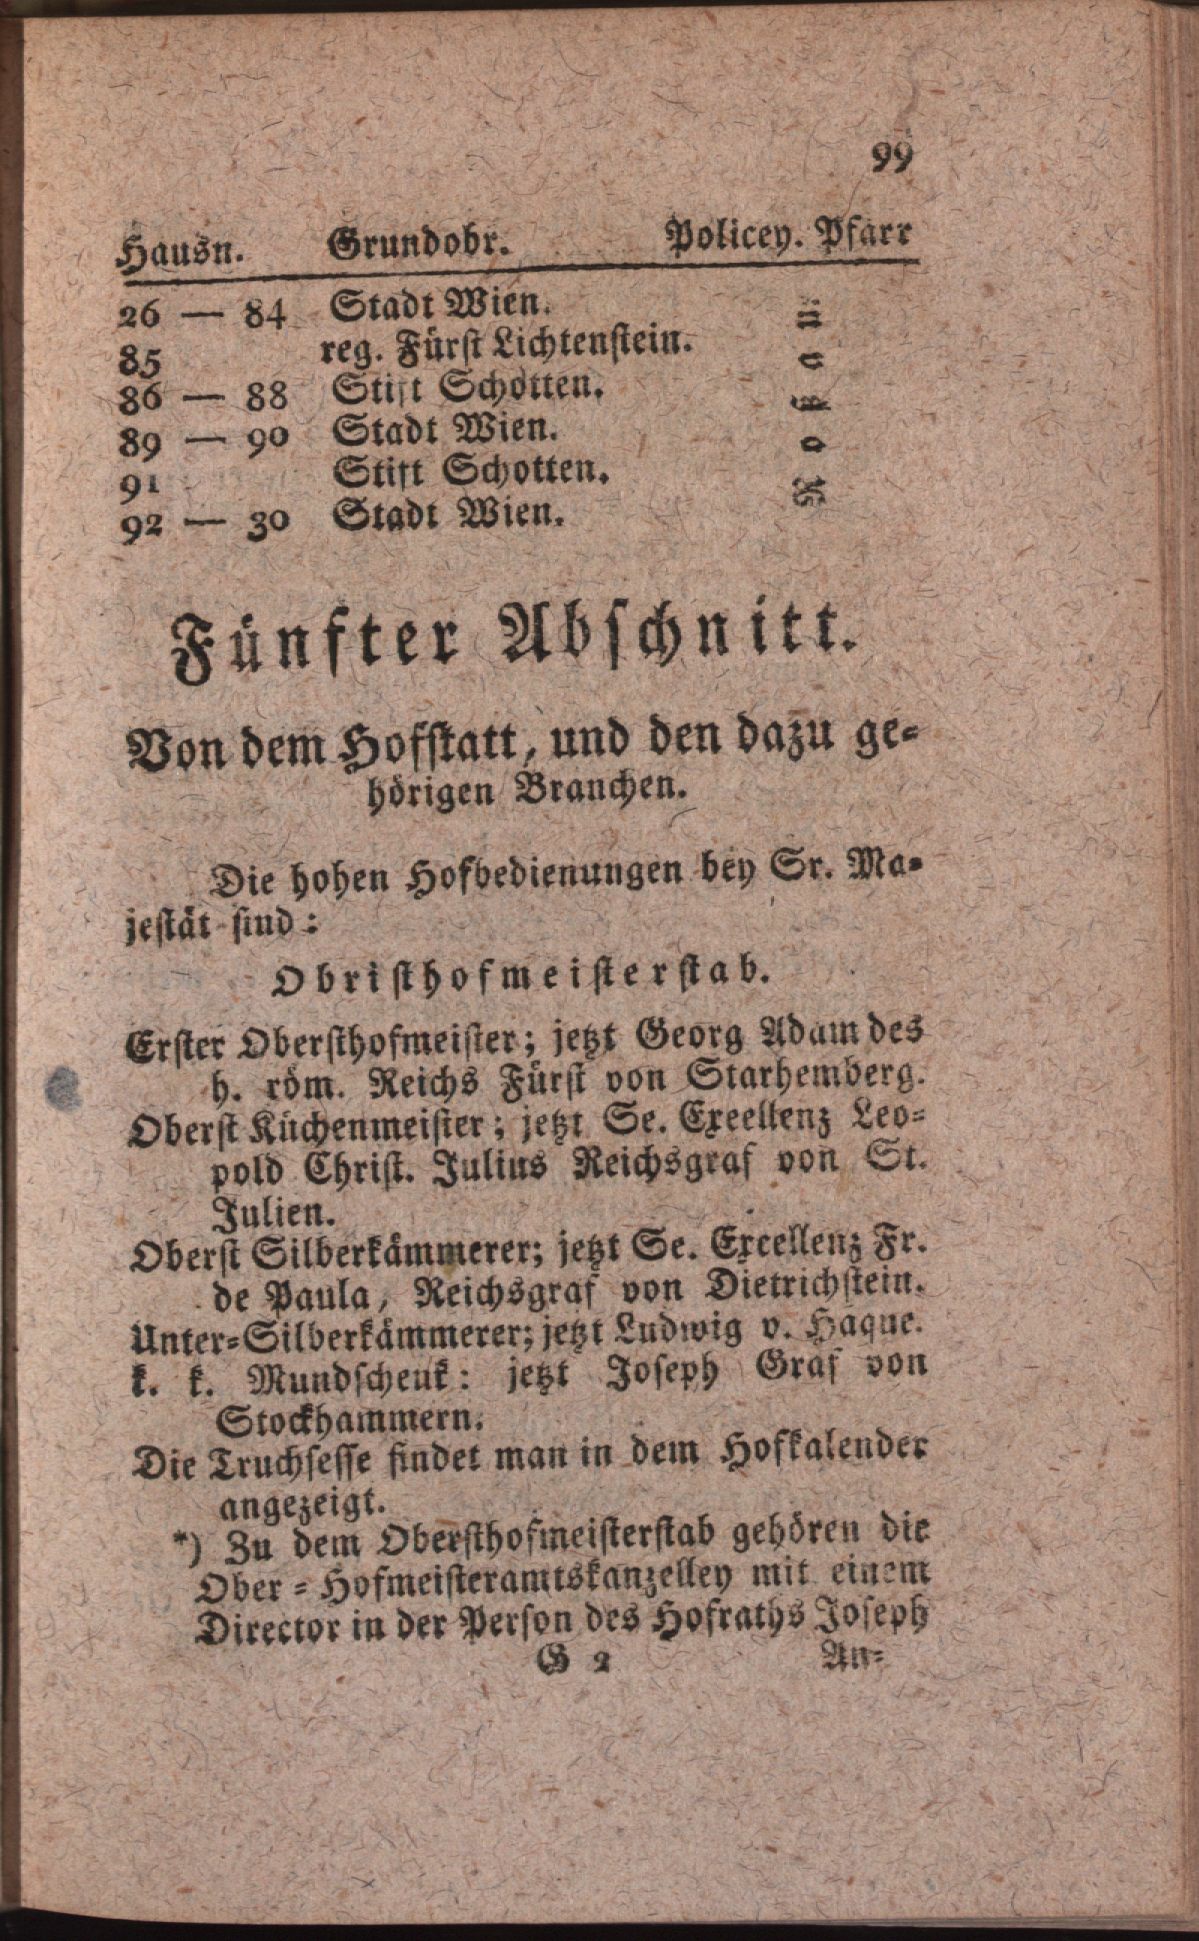 99
Hausn. Grundobr. Policey. Pfarr
26 — 84 Stadt Wien.
85 reg. Fürst Lichtenstein.
86 — 88 Stift Schotten.
89 — 90 Stadt Wien.
91 Stift Schotten.
92 — 30 Stadt Wien.
Fünfter Abschnitt.
Von dem Hofstatt, und den dazu ge=
hörigen Branchen.
Die hohen Hofbedienungen bey Sr. Ma=
jestät sind:
Obristhofmeisterstab.
Erster Obersthofmeister; jetzt Georg Adam des
h. röm. Reichs Fürst von Starhemberg.
Oberst Küchenmeister; jetzt Se. Exeellenz Leo=
pold Christ. Julius Reichsgraf von St.
Julien.
Oberst Silberkämmerer; jetzt Se. Excellenz Fr.
de Paula, Reichsgraf von Dietrichstein.
Unter=Silberkämmerer; jetzt Ludwig v. Haque.
k. k. Mundschenk: jetzt Joseph Graf von
Stockhammern.
Die Truchsesse findet man in dem Hofkalender
angezeigt.
*) Zu dem Obersthofmeisterstab gehören die
Ober=Hofmeisteramtskanzelley mit einem
Director in der Person des Hofraths Joseph
G 2 An=